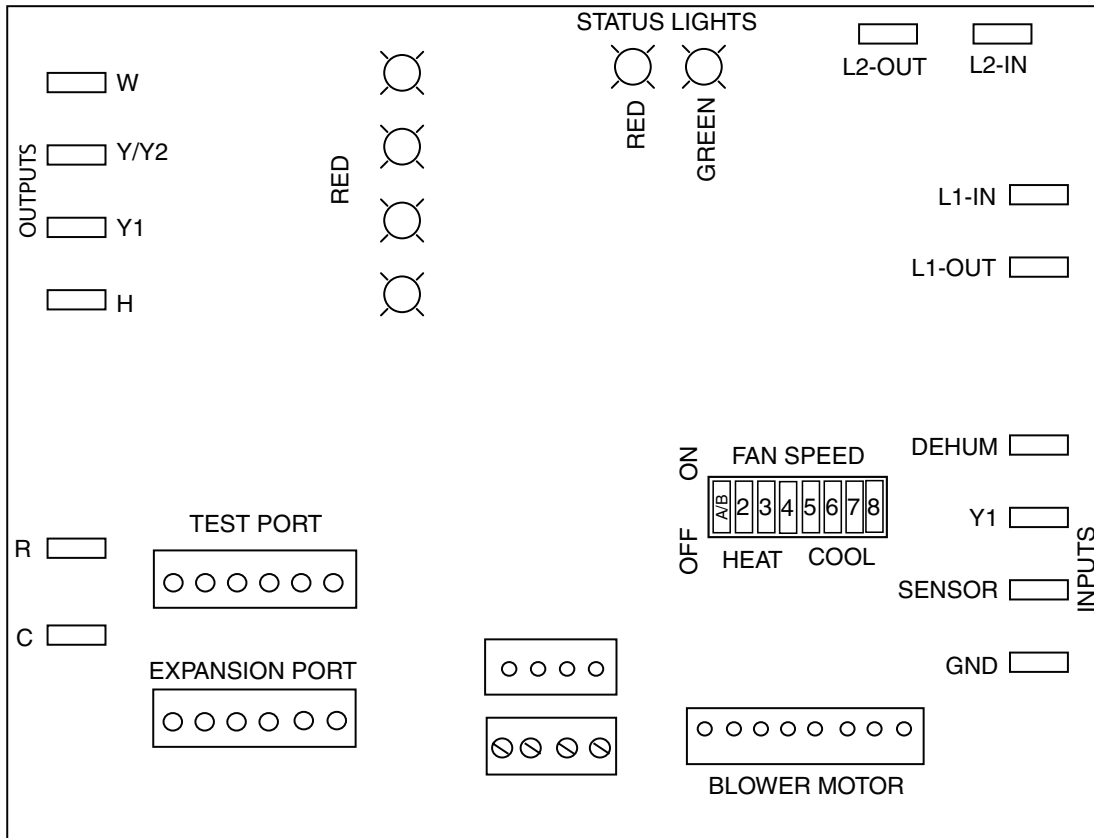 STATUS LIGHTS
L2-OUT
L2-IN
W
Y/Y2
Y1
H
OUTPUTS
RED
RED
GREEN
L1-IN
L1-OUT
ON
OFF
FAN SPEED
A/B 2 3 4 5 6 7 8
HEAT
COOL
DEHUM
Y1
SENSOR
GND
INPUTS
R
C
TEST PORT
EXPANSION PORT
BLOWER MOTOR